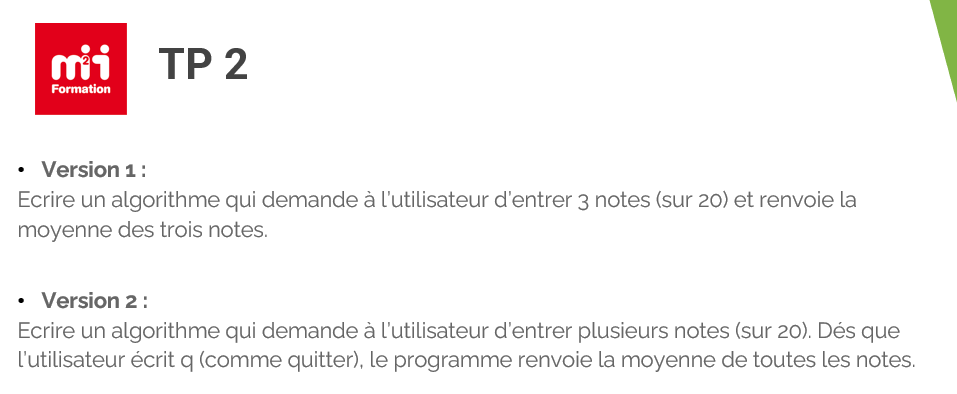 m2i
Formation
TP 2
• Version 1 :
Ecrire un algorithme qui demande à l'utilisateur d'entrer 3 notes (sur 20) et renvoie la
moyenne des trois notes.
• Version 2 :
Ecrire un algorithme qui demande à l'utilisateur d'entrer plusieurs notes (sur 20). Dés que
l'utilisateur écrit q (comme quitter), le programme renvoie la moyenne de toutes les notes.